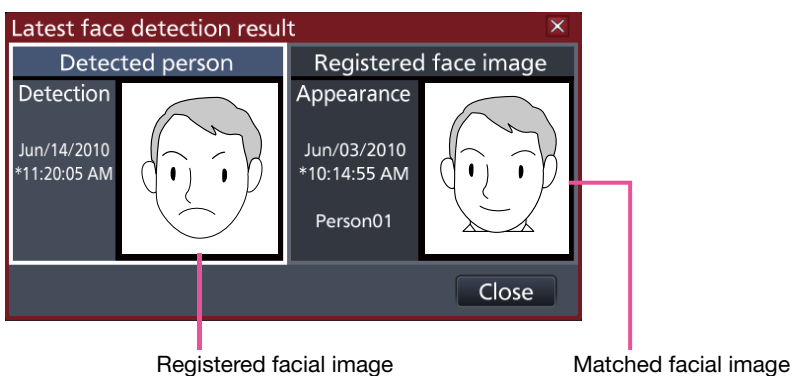 Latest face detection result
Detected person
Registered face image
Detection
Jun/14/2010
*11:20:05 AM
Appearance
Jun/03/2010
*10:14:55 AM
Person01
Close
Registered facial image
Matched facial image